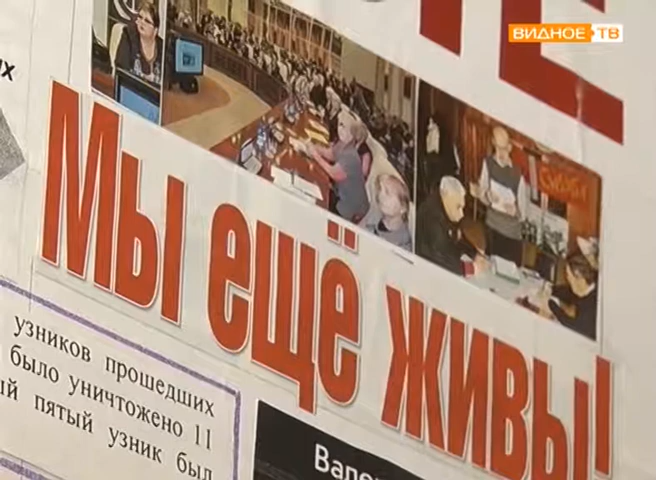 ВИДНОЕ ТВ
Мы ещё живы!
узников прошедших
было уничтожено 11
пятый узник был